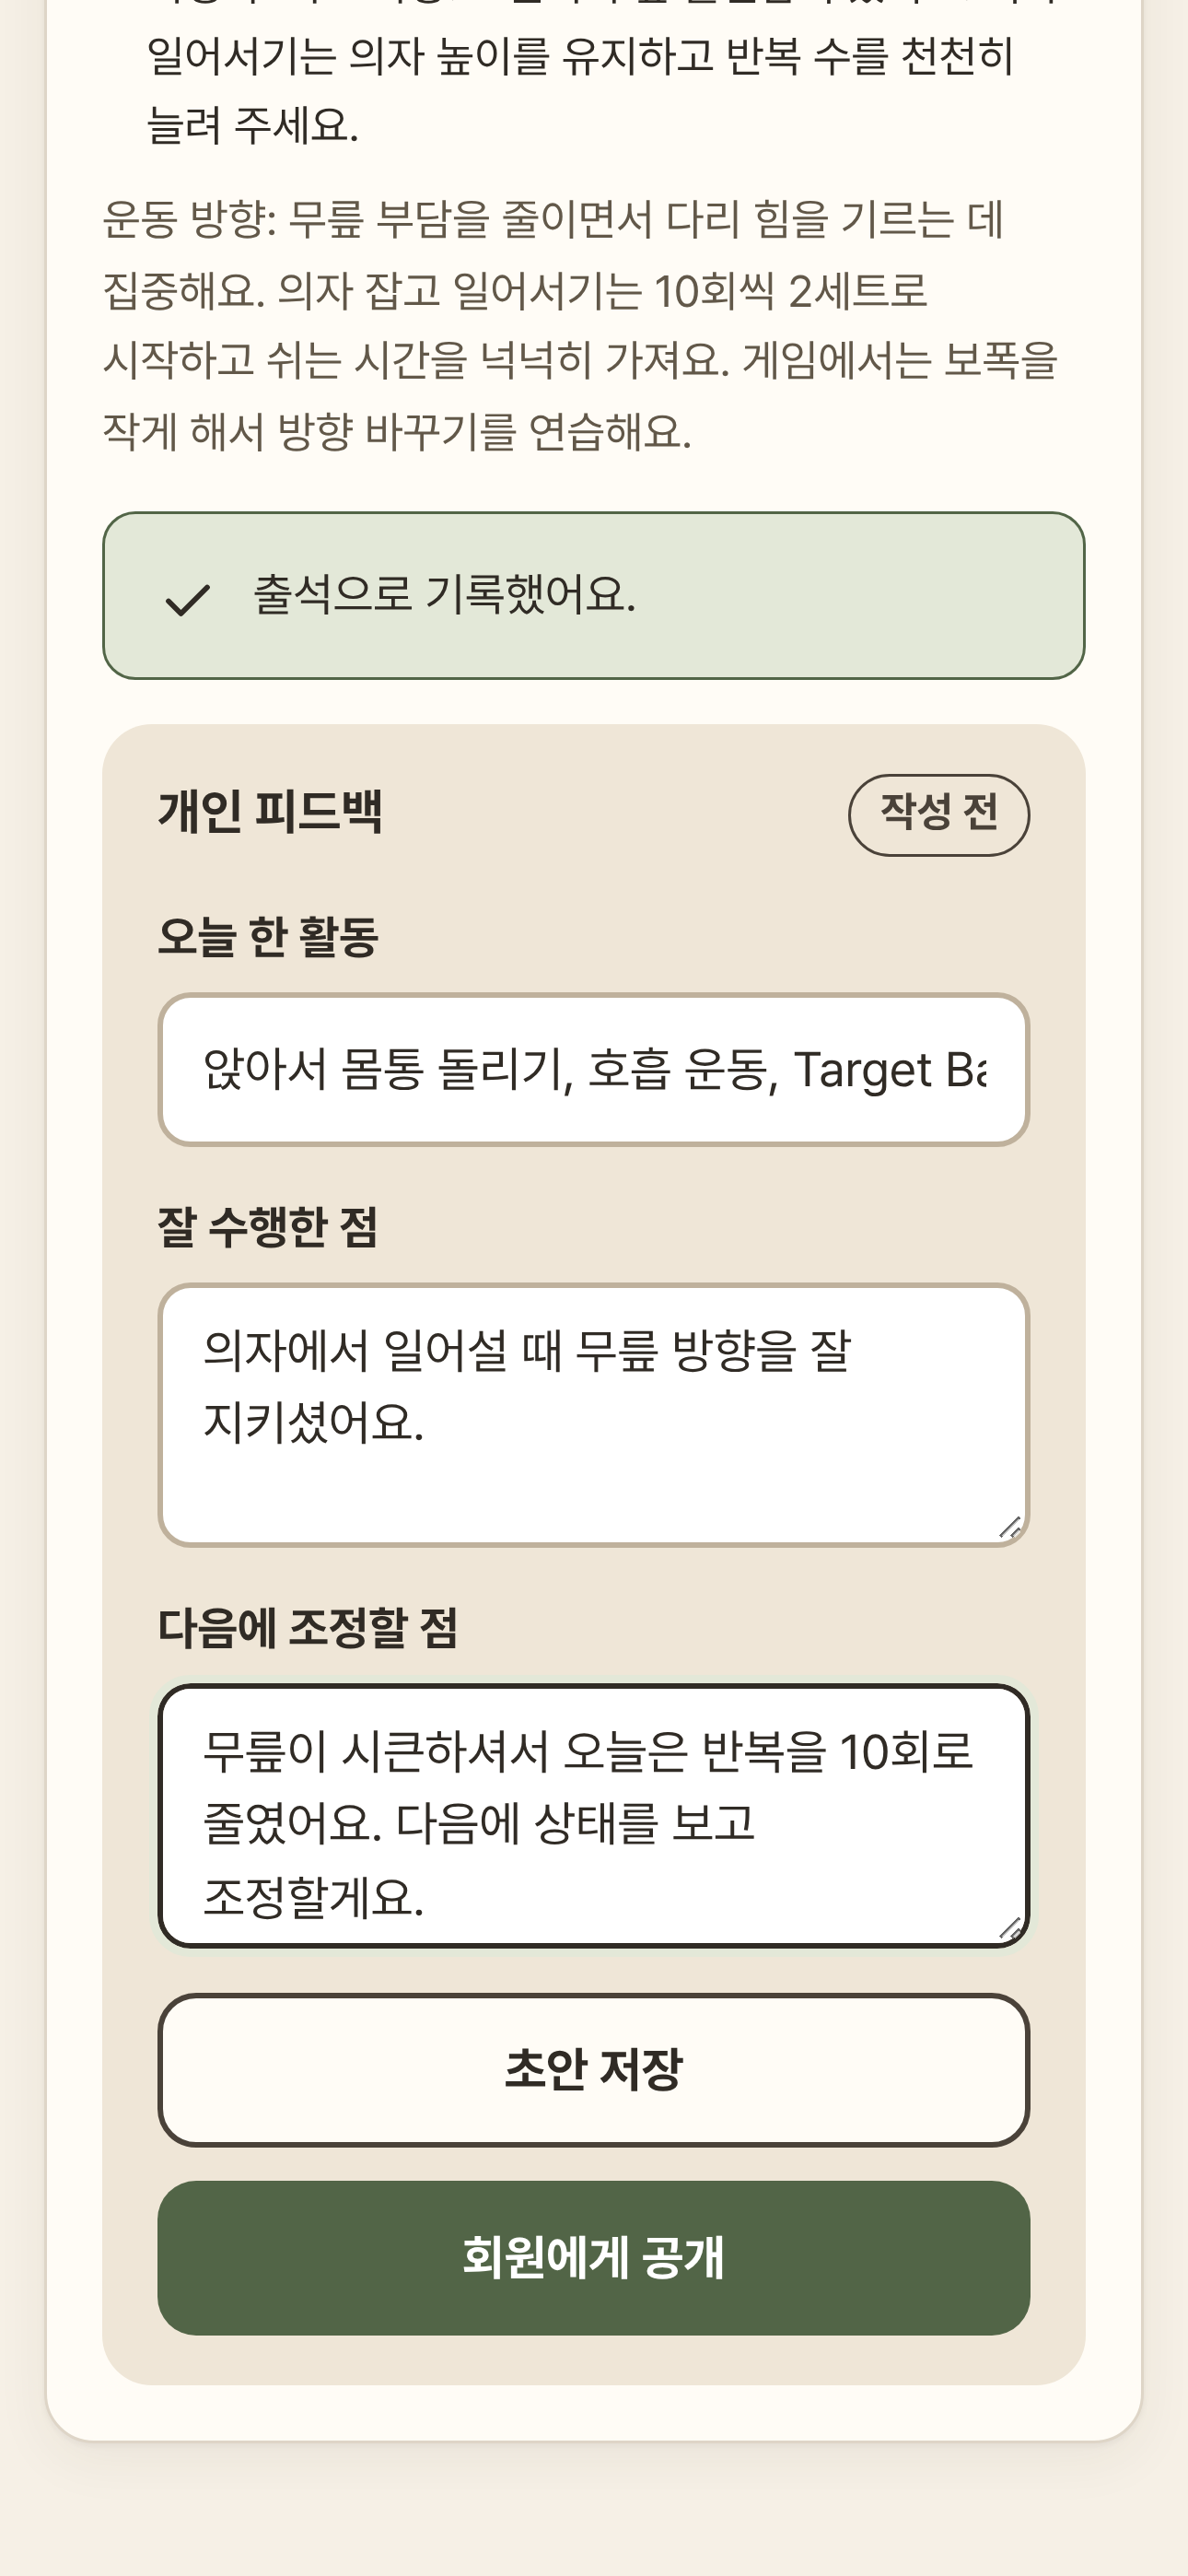 일어서기는 의자 높이를 유지하고 반복 수를 천천히
늘려 주세요.
운동 방향: 무릎 부담을 줄이면서 다리 힘을 기르는 데
집중해요. 의자 잡고 일어서기는 10회씩 2세트로
시작하고 쉬는 시간을 넉넉히 가져요. 게임에서는 보폭을
작게 해서 방향 바꾸기를 연습해요.
출석으로 기록했어요.
개인 피드백
작성 전
오늘 한 활동
앉아서 몸통 돌리기, 호흡 운동, Target
잘 수행한 점
의자에서 일어설 때 무릎 방향을 잘
지키셨어요.
다음에 조정할 점
무릎이 시큰하셔서 오늘은 반복을 10회로
줄였어요. 다음에 상태를 보고
조정할게요.
초안 저장
회원에게 공개